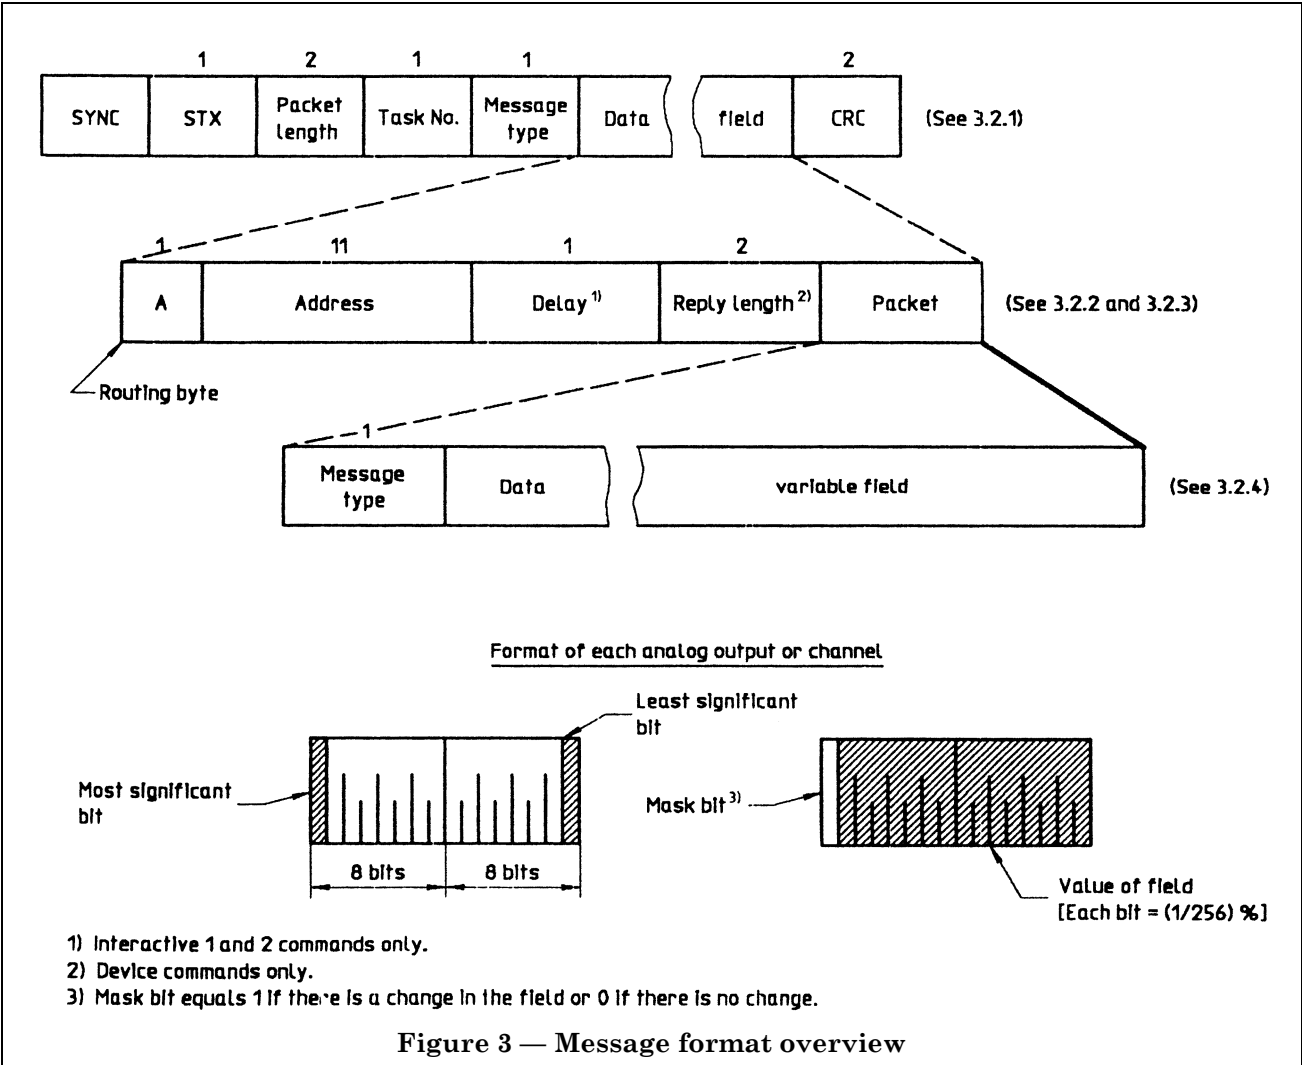 1 2 1 1 2
SYNC STX Packet length Task No. Message type Data field CRC (See 3.2.1)
1 11 1 2
A Address Delay 1) Reply length 2) Packet (See 3.2.2 and 3.2.3)
Routing byte
1
Message type Data variable field (See 3.2.4)
Format of each analog output or channel
Least significant
bit
Most significant
bit
Mask bit 3)
8 bits 8 bits
Value of field
[Each bit = (1/256) %]
1) Interactive 1 and 2 commands only.
2) Device commands only.
3) Mask bit equals 1 if there is a change in the field or 0 if there is no change.
Figure 3 — Message format overview